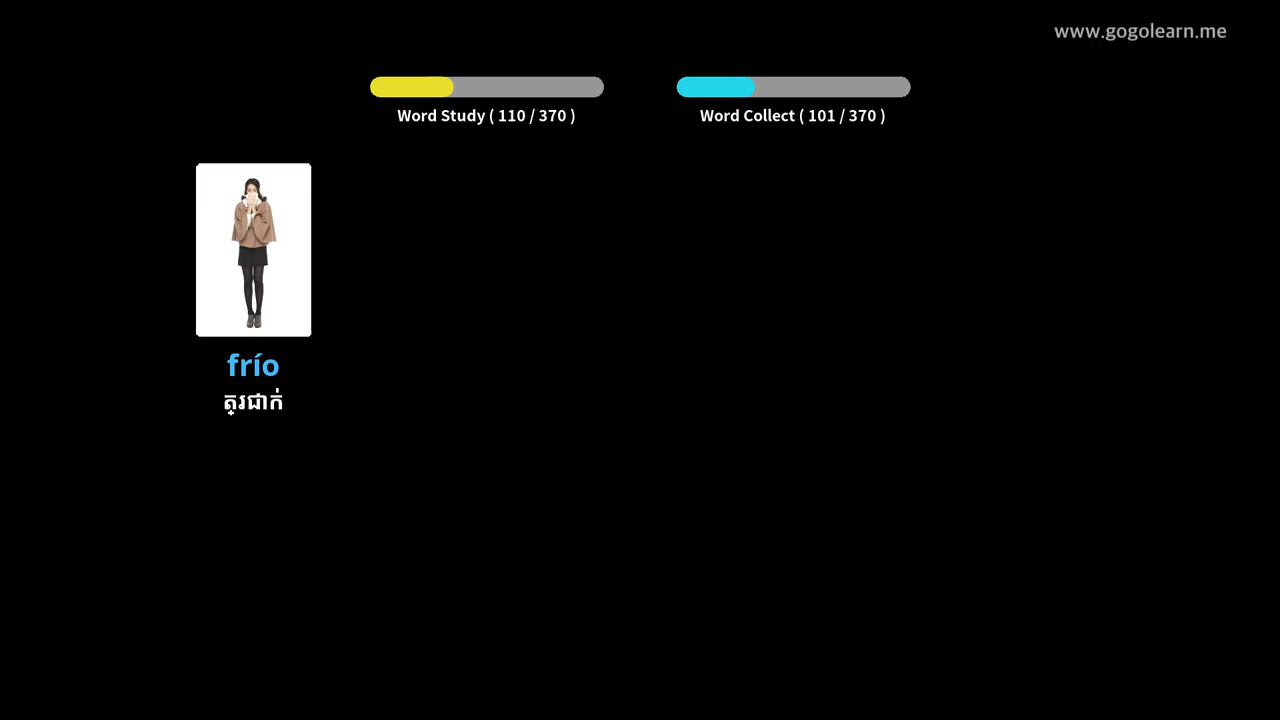 www.gogolearn.me
Word Study ( 110 / 370 )
Word Collect ( 101 / 370 )
frío
ត្រជាក់